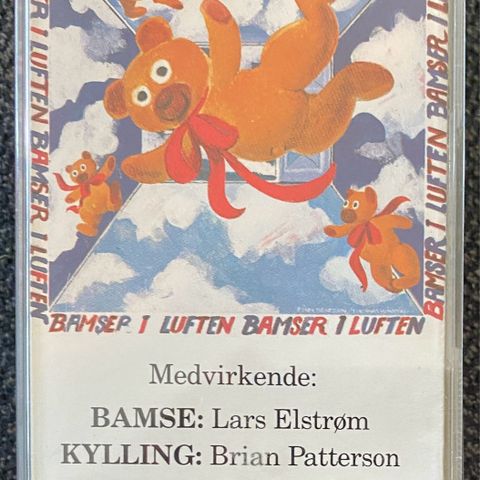 BAMSER I LUFTEN BAMSER I LUFTEN
BAMSER I LUFTEN BAMSER I LUFTEN
BAMSER I LUFTEN BAMSER I LUFTEN
Medvirkende:
BAMSE: Lars Elstrøm
KYLLING: Brian Patterson